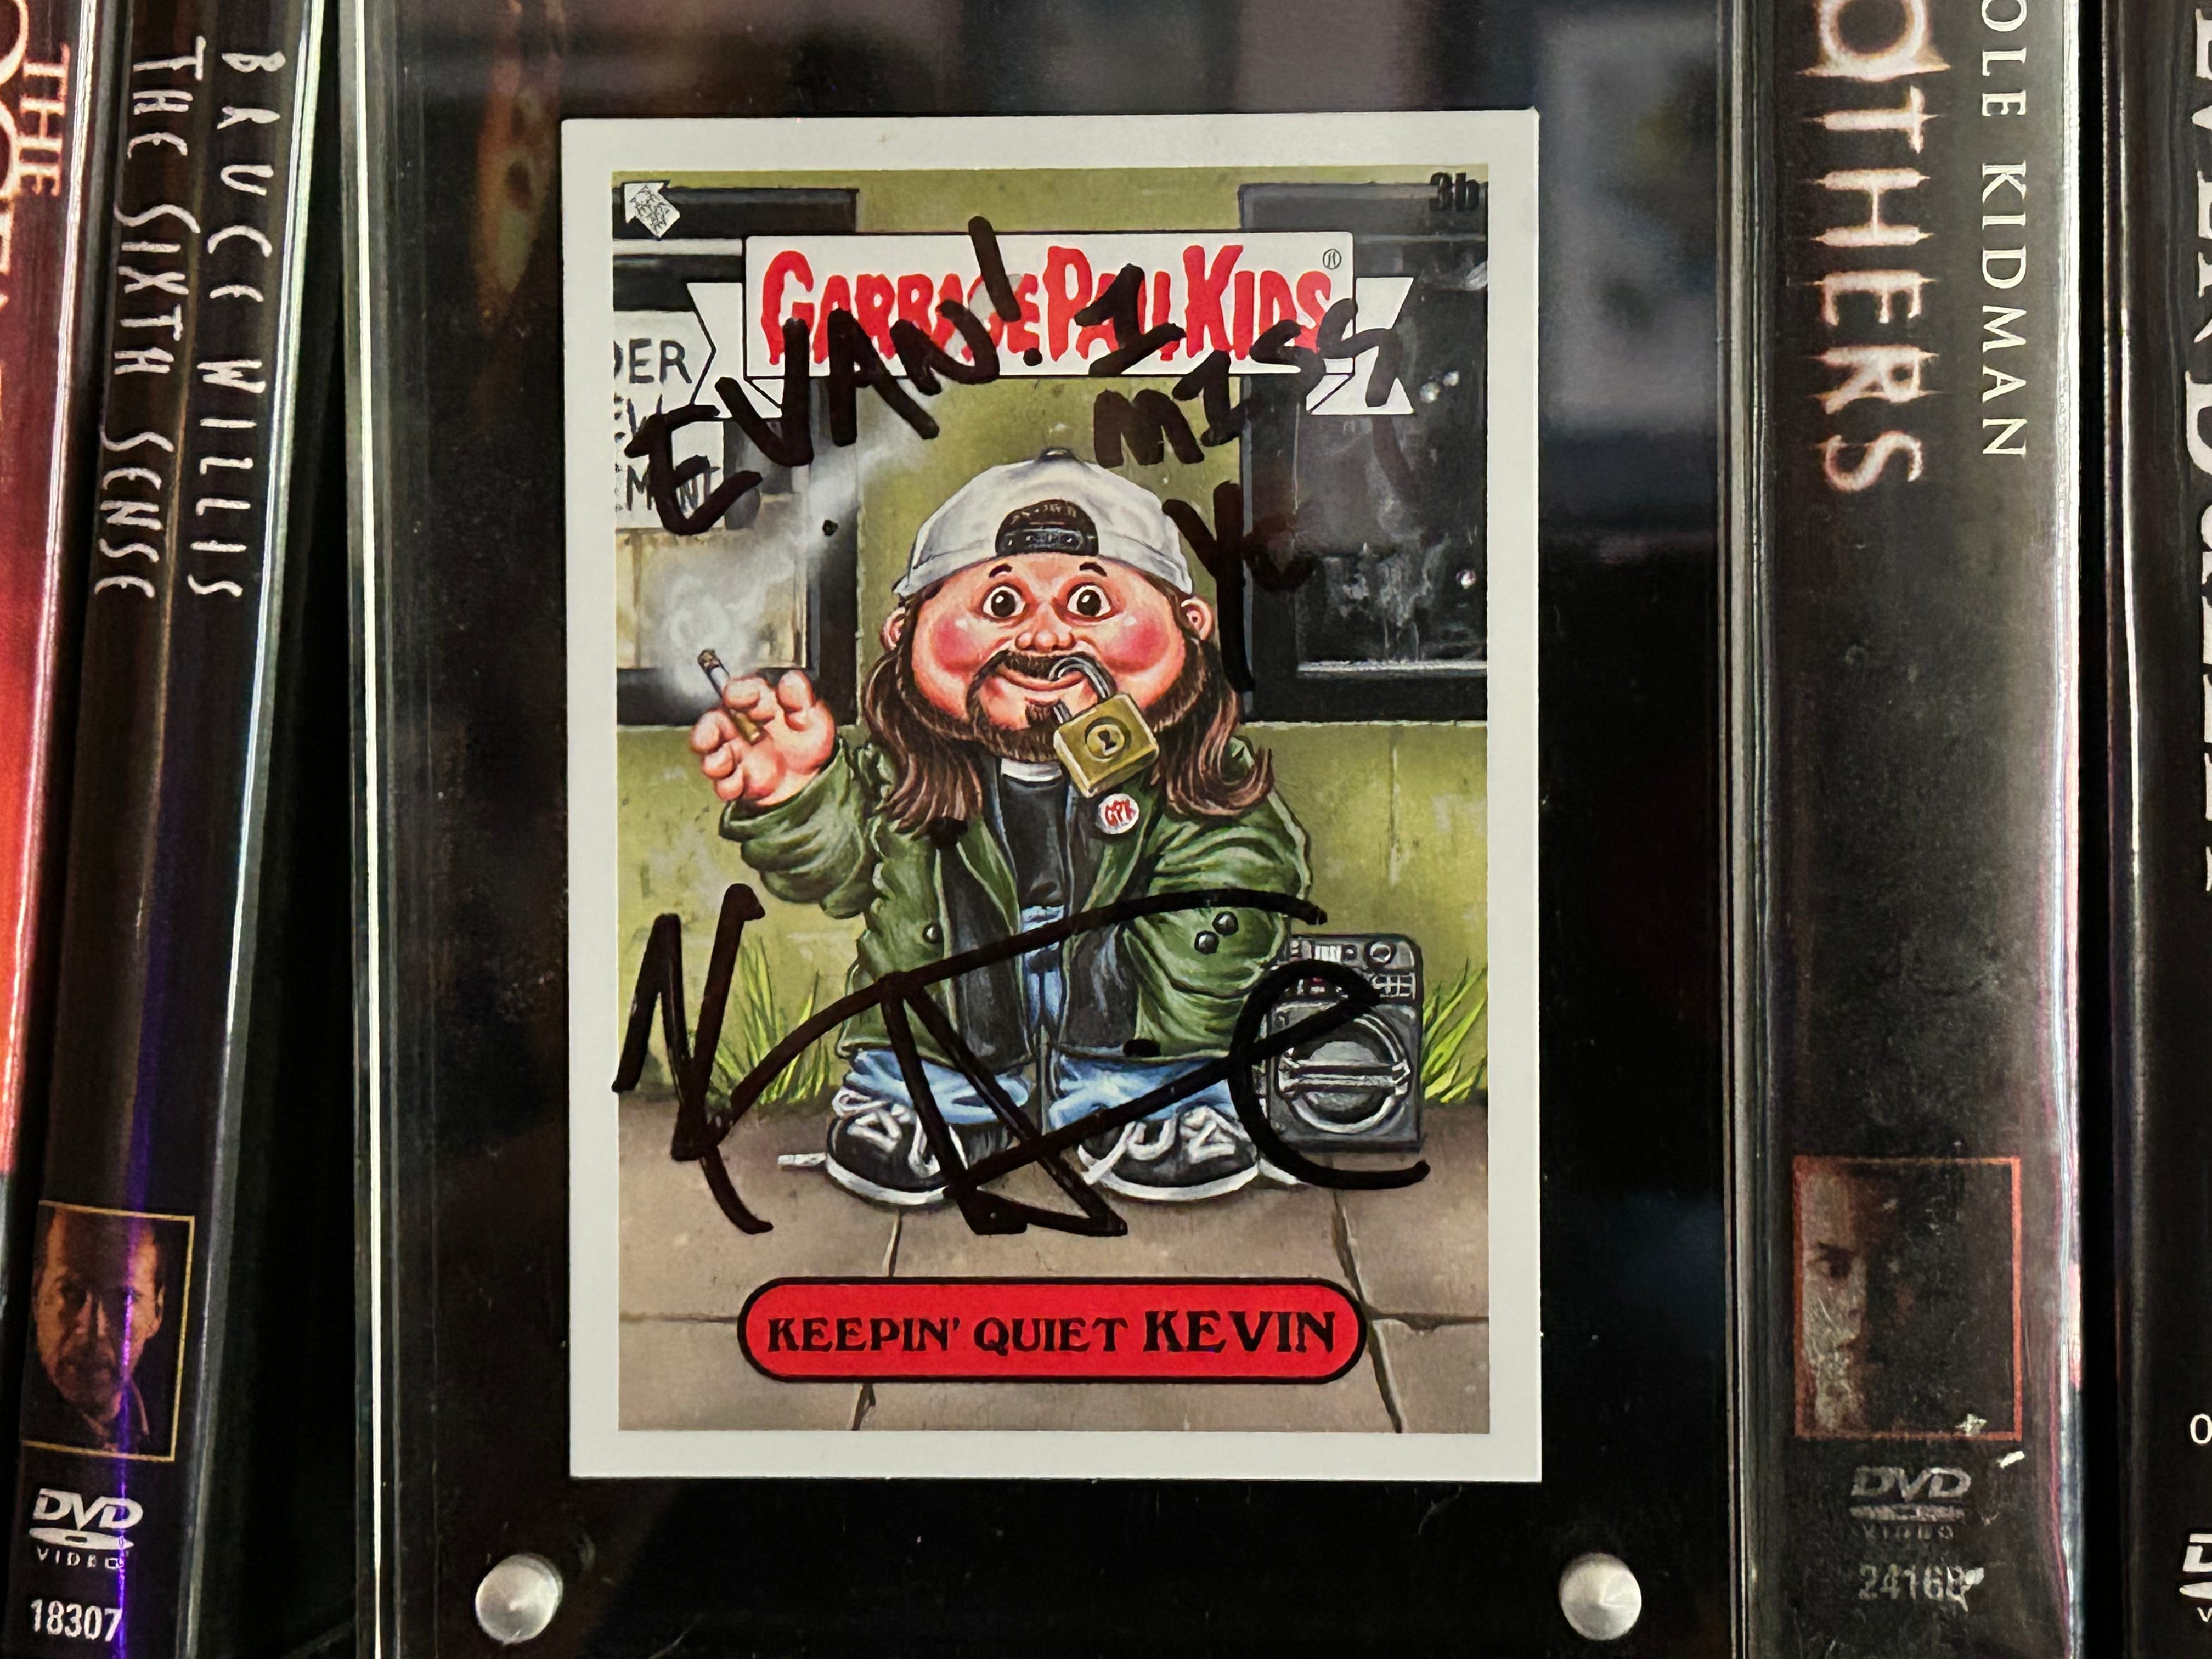 THE
THE SIXTH SENSE
BRUCE WILLIS
DVD
VIDEO
18307
3b
GARBAGE PAIL KIDS®
DER
EVAN! I
MISS
GPK
KEEPIN' QUIET KEVIN
OTHERS
OLE KIDMAN
DVD
VIDEO
24168